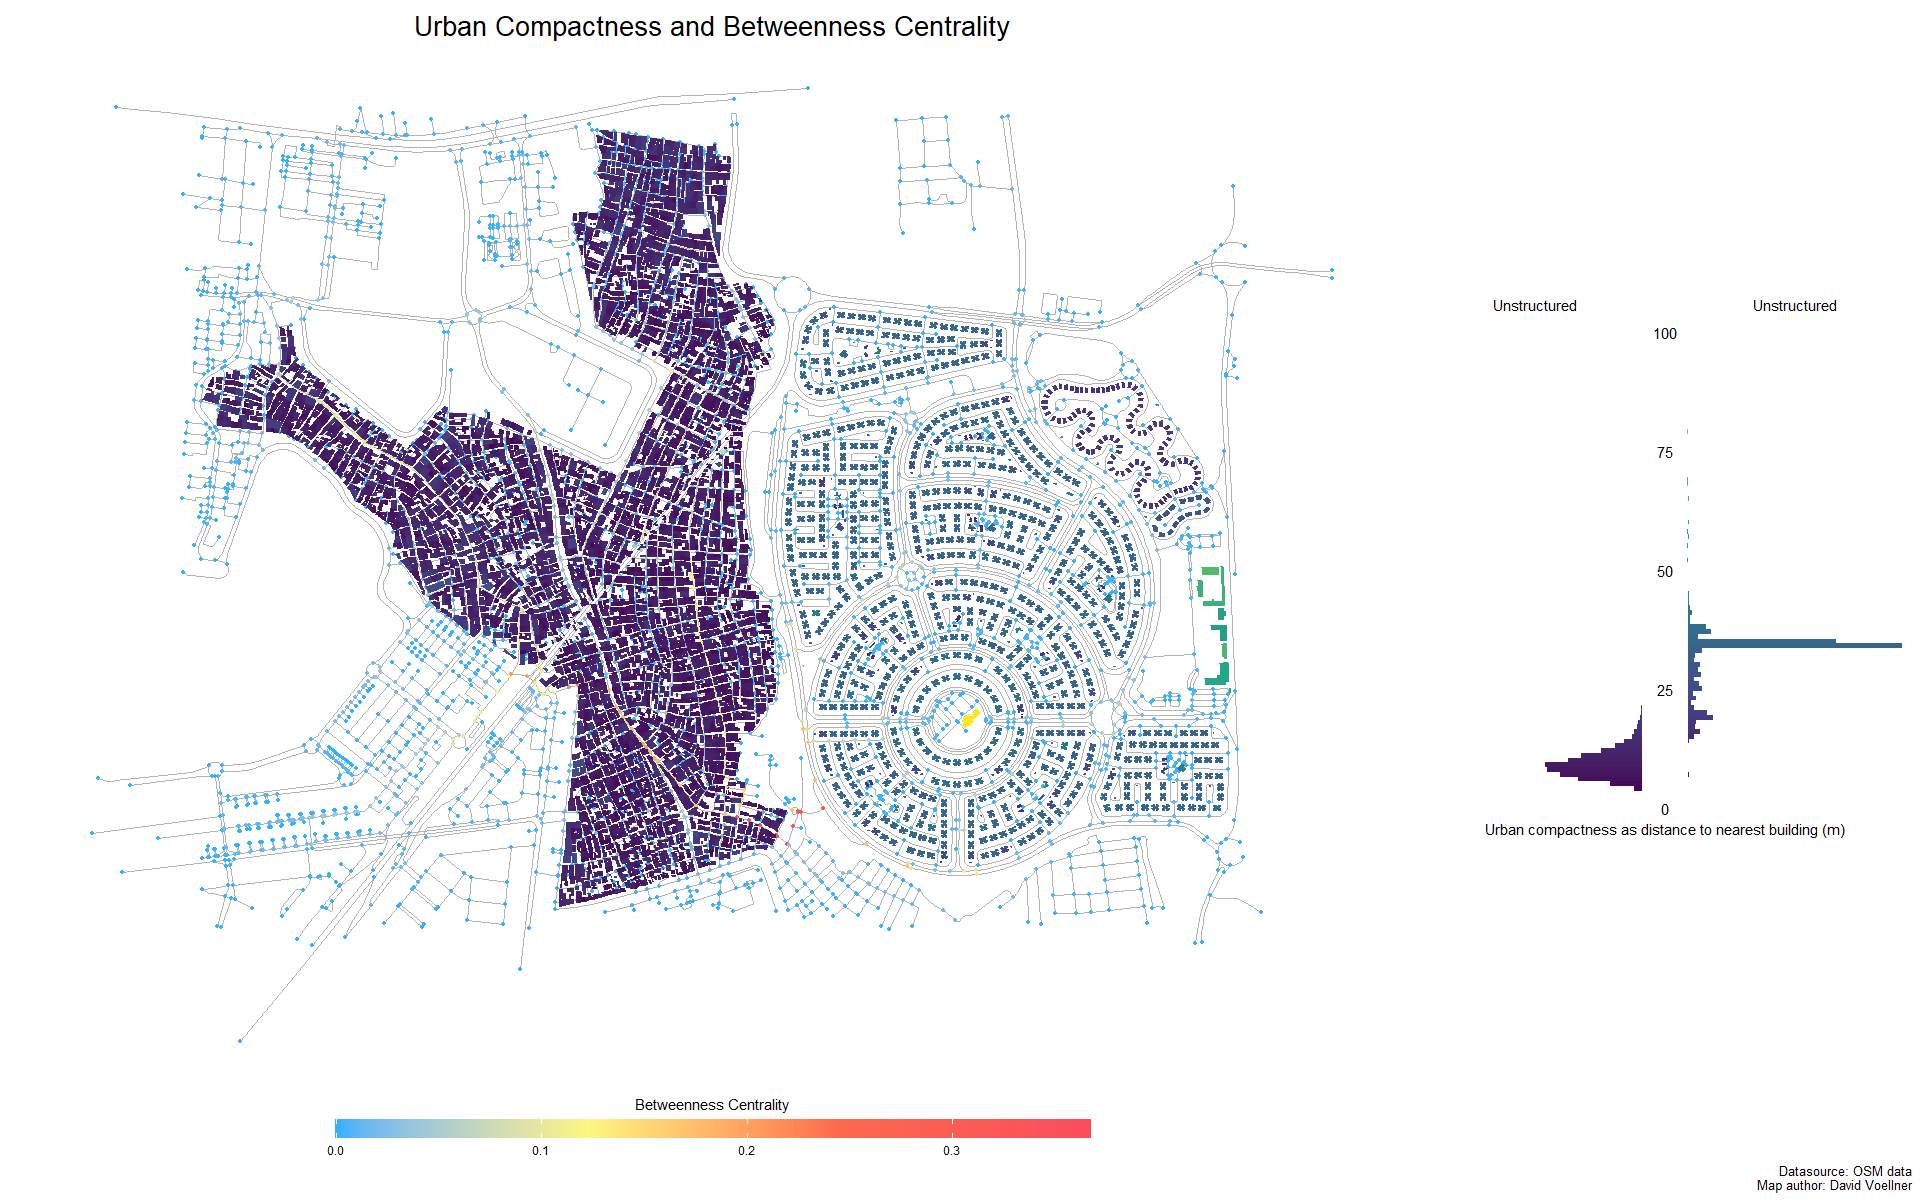 Urban Compactness and Betweenness Centrality
Unstructured
Unstructured
100
75
50
25
0
Urban compactness as distance to nearest building (m)
Betweenness Centrality
0.0
0.1
0.2
0.3
Datasource: OSM data
Map author: David Voellner